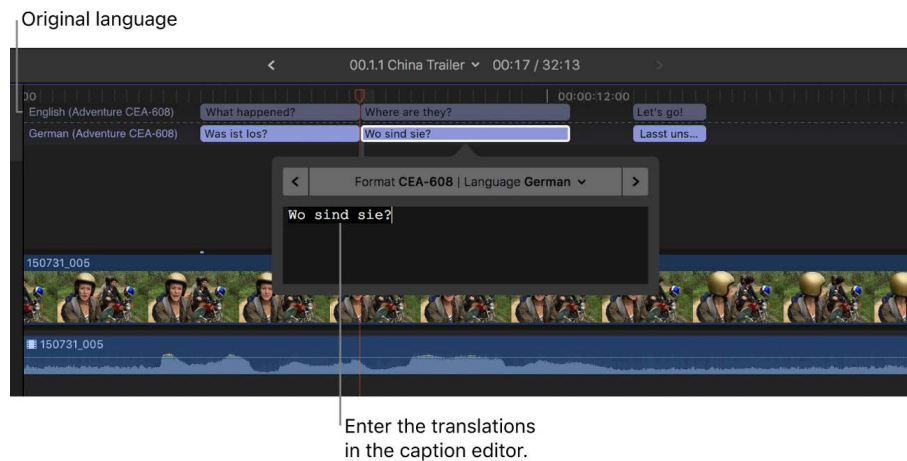 Original language
00.1.1 China Trailer 00:17 / 32:13
00:00:12:00
English (Adventure CEA-608) What happened? Where are they? Let's go!
German (Adventure CEA-608) Was ist los? Wo sind sie? Lasst uns...
Format CEA-608 | Language German
Wo sind sie?
150731_005
150731_005
Enter the translations
in the caption editor.